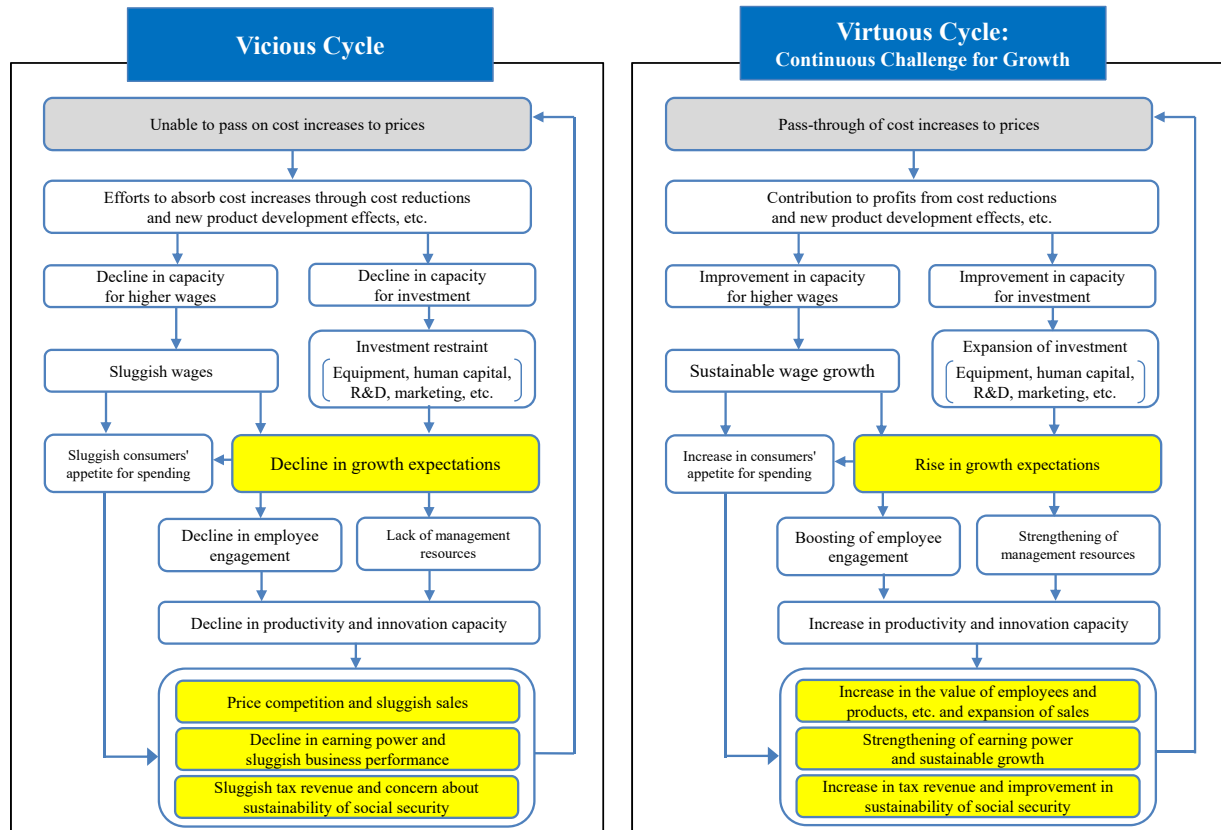 Vicious Cycle
Unable to pass on cost increases to prices
Efforts to absorb cost increases through cost reductions
and new product development effects, etc.
Decline in capacity
for higher wages
Decline in capacity
for investment
Sluggish wages
Investment restraint
Equipment, human capital,
R&D, marketing, etc.
Sluggish consumers'
appetite for spending
Decline in growth expectations
Decline in employee
engagement
Lack of management
resources
Decline in productivity and innovation capacity
Price competition and sluggish sales
Decline in earning power and
sluggish business performance
Sluggish tax revenue and concern about
sustainability of social security
Virtuous Cycle:
Continuous Challenge for Growth
Pass-through of cost increases to prices
Contribution to profits from cost reductions
and new product development effects, etc.
Improvement in capacity
for higher wages
Improvement in capacity
for investment
Sustainable wage growth
Expansion of investment
Equipment, human capital,
R&D, marketing, etc.
Increase in consumers'
appetite for spending
Rise in growth expectations
Boosting of employee
engagement
Strengthening of
management resources
Increase in productivity and innovation capacity
Increase in the value of employees and
products, etc. and expansion of sales
Strengthening of earning power
and sustainable growth
Increase in tax revenue and improvement in
sustainability of social security